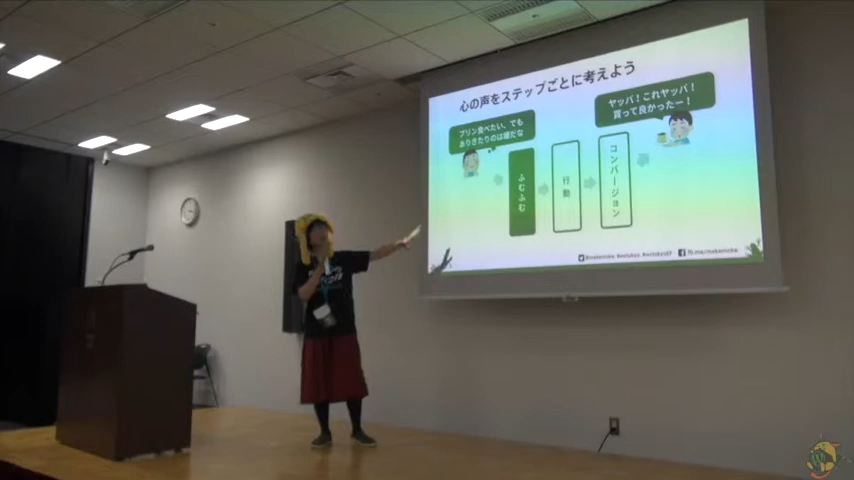 心の声をステップごとに考えよう
プリン食べたい、でも
ありきたりのは嫌だな
ヤッパ！これヤッバ！
買って良かったー！
ふむふむ
行動
コンバージョン